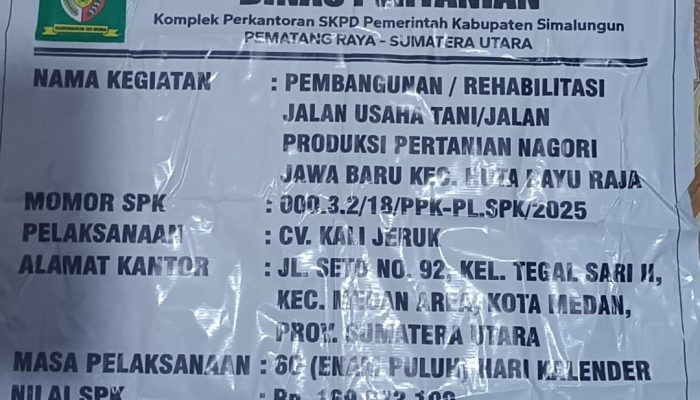 DINAS PERTANIAN
Komplek Perkantoran SKPD Pemerintah Kabupaten Simalungun
PEMATANG RAYA - SUMATERA UTARA
NAMA KEGIATAN : PEMBANGUNAN / REHABILITASI
JALAN USAHA TANI/JALAN
PRODUKSI PERTANIAN NAGORI
JAWA BARU KEC. HUTA BAYU RAJA
MOMOR SPK : 000.3.2/18/PPK-PL.SPK/2025
PELAKSANAAN : CV. KALI JERUK
ALAMAT KANTOR : JL. SETO NO. 92 KEL. TEGAL SARI II,
KEC. MEDAN AREA, KOTA MEDAN,
PROV. SUMATERA UTARA
MASA PELAKSANAAN : 60 (ENAM PULUH) HARI KALENDER
NILAI SPK : Rp.